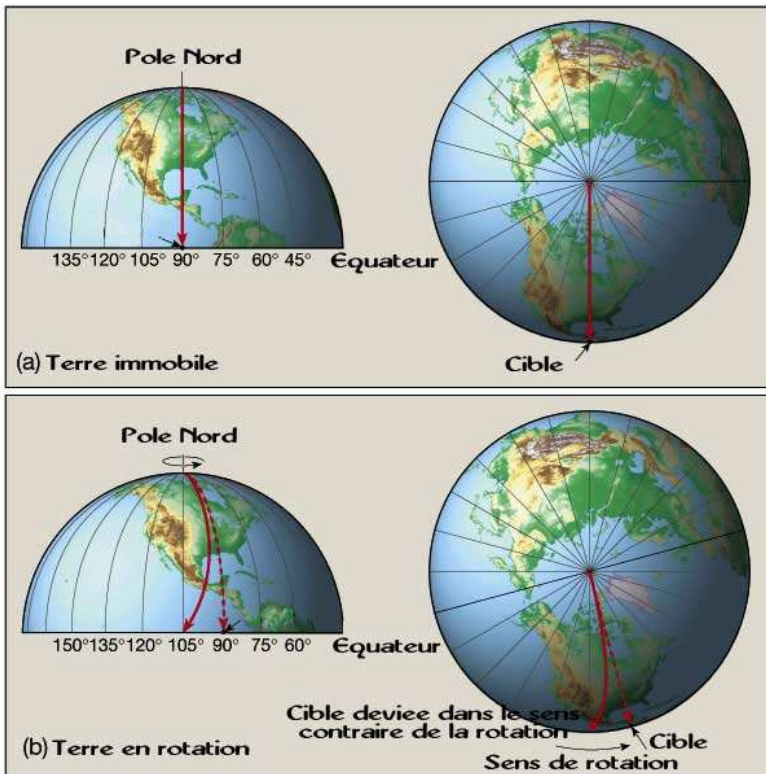 Pole Nord
135° 120° 105° 90° 75° 60° 45°
Equateur
(a) Terre immobile
Cible
Pole Nord
150° 135° 120° 105° 90° 75° 60°
Equateur
Cible deviee dans le sens
contraire de la rotation
Cible
Sens de rotation
(b) Terre en rotation